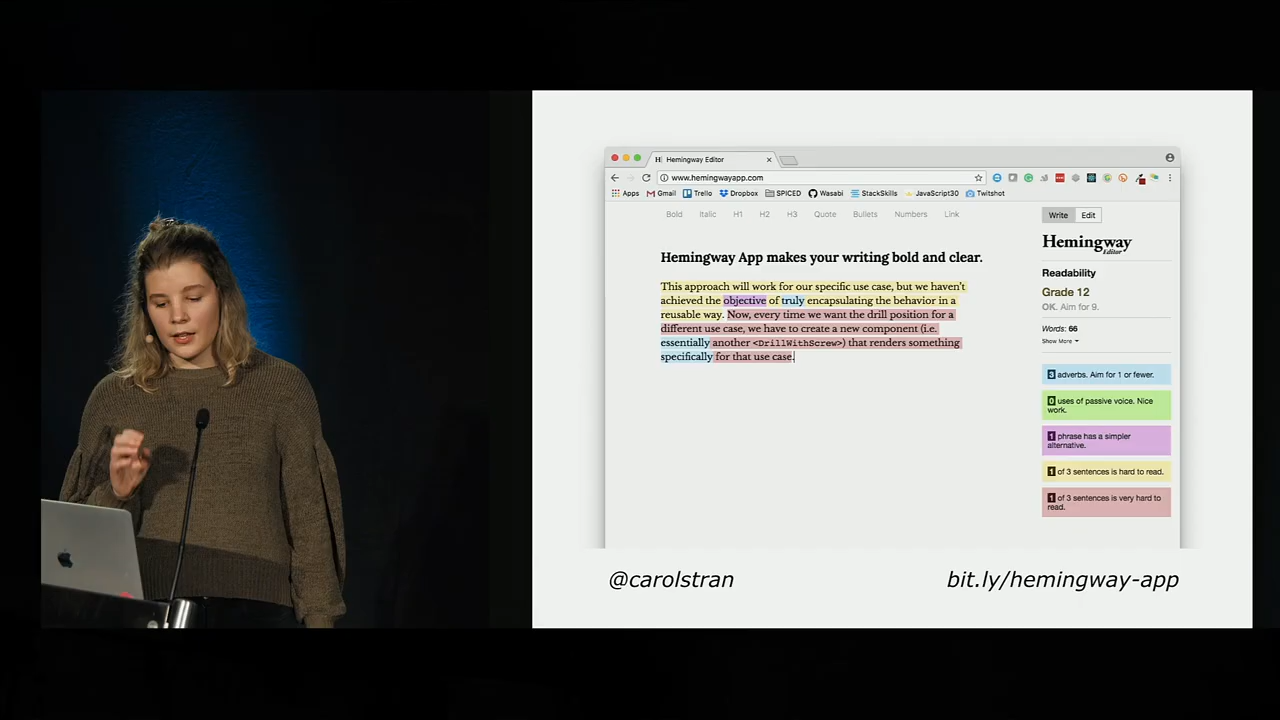 Hemingway Editor
www.hemingwayapp.com
Apps Gmail Trello Dropbox SPICED Wasabi StackSkills JavaScript30 Twitshot
Bold Italic H1 H2 H3 Quote Bullets Numbers Link
Write Edit
Hemingway
Editor
Hemingway App makes your writing bold and clear.
This approach will work for our specific use case, but we haven't
achieved the objective of truly encapsulating the behavior in a
reusable way. Now, every time we want the drill position for a
different use case, we have to create a new component (i.e.
essentially another <DrillWithScrew>) that renders something
specifically for that use case.
Readability
Grade 12
OK. Aim for 9.
Words: 66
Show More
3 adverbs. Aim for 1 or fewer.
0 uses of passive voice. Nice
work.
1 phrase has a simpler
alternative.
1 of 3 sentences is hard to read.
1 of 3 sentences is very hard to
read.
@carolstran
bit.ly/hemingway-app